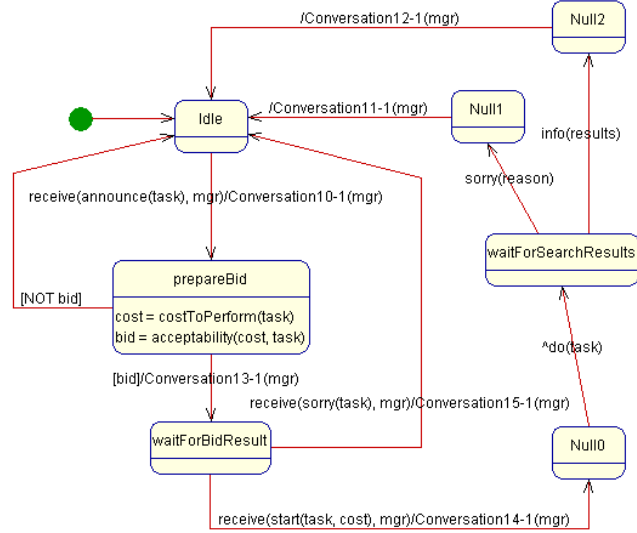 /Conversation12-1(mgr)
Null2
Idle
/Conversation11-1(mgr)
Null1
info(results)
sorry(reason)
receive(announce(task), mgr)/Conversation10-1(mgr)
waitForSearchResults
prepareBid
[NOT bid]
cost = costToPerform(task)
bid = acceptability(cost, task)
^do(task)
[bid]/Conversation13-1(mgr)
receive(sorry(task), mgr)/Conversation15-1(mgr)
waitForBidResult
Null0
receive(start(task, cost), mgr)/Conversation14-1(mgr)